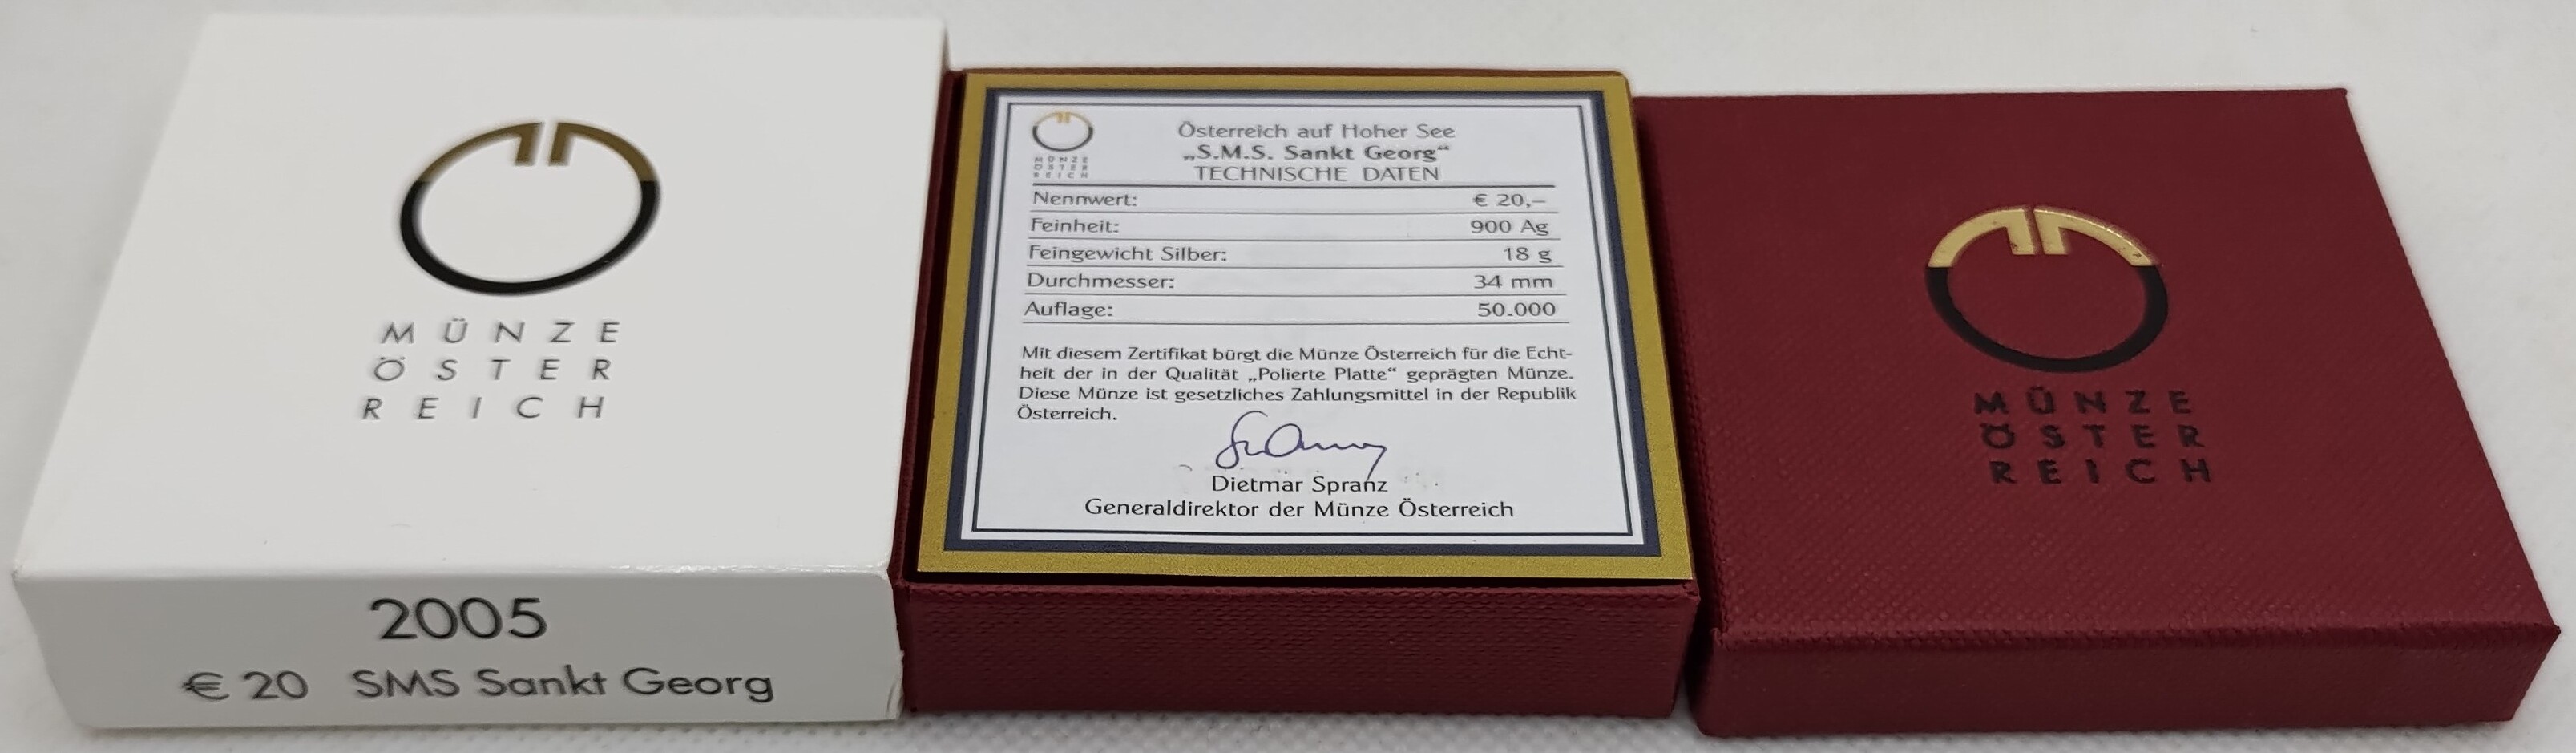 MÜNZE
ÖSTER
REICH
2005
€ 20 SMS Sankt Georg
MÜNZE
ÖSTER
REICH
Österreich auf Hoher See
„S.M.S. Sankt Georg“
TECHNISCHE DATEN
Nennwert: € 20,–
Feinheit: 900 Ag
Feingewicht Silber: 18 g
Durchmesser: 34 mm
Auflage: 50.000
Mit diesem Zertifikat bürgt die Münze Österreich für die Echt-
heit der in der Qualität „Polierte Platte“ geprägten Münze.
Diese Münze ist gesetzliches Zahlungsmittel in der Republik
Österreich.
Dietmar Spranz
Generaldirektor der Münze Österreich
MÜNZE
ÖSTER
REICH